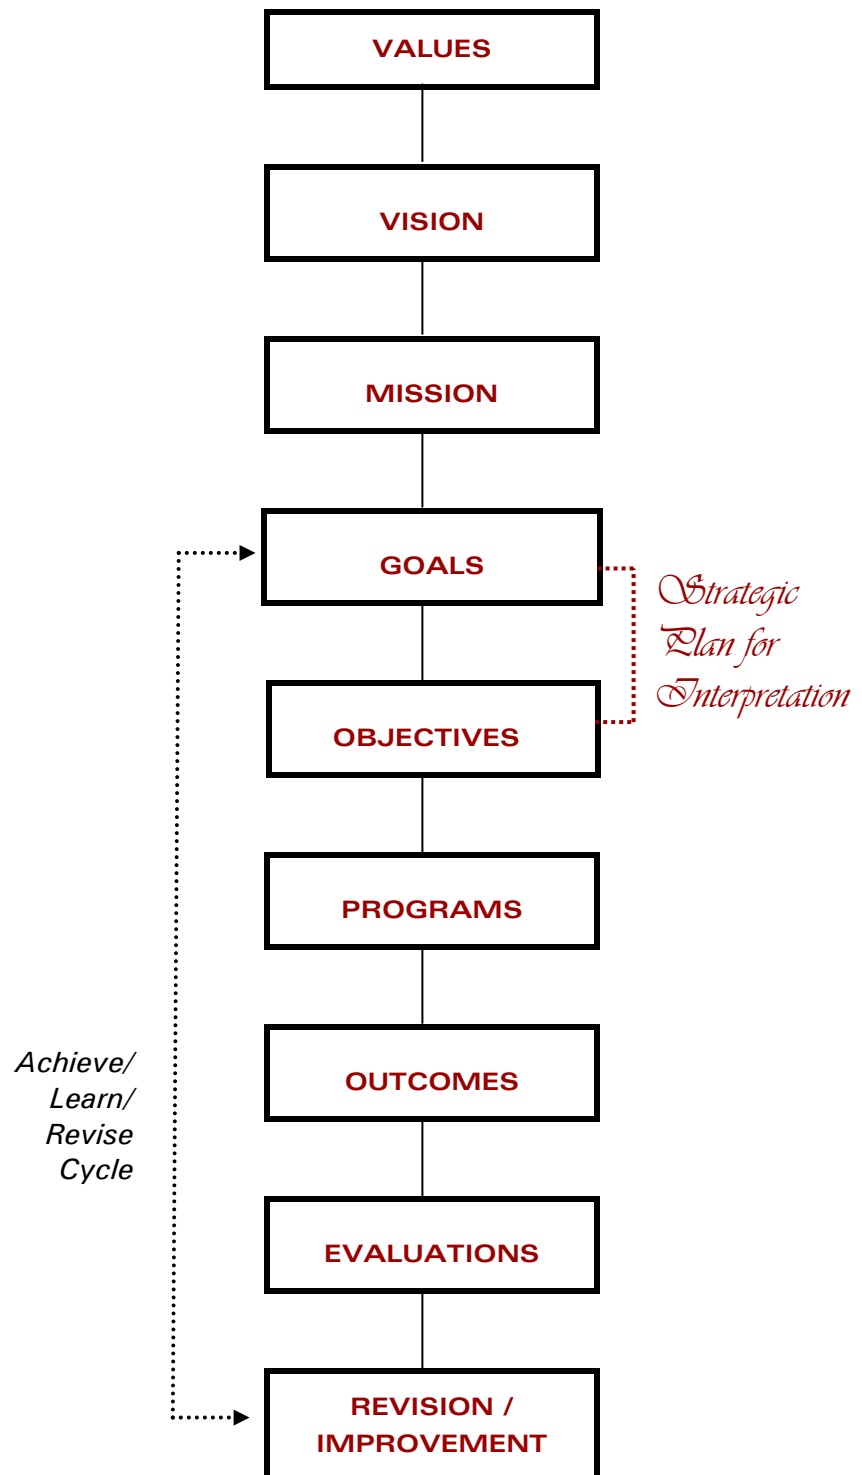 VALUES
VISION
MISSION
GOALS
Strategic
Plan for
Interpretation
OBJECTIVES
PROGRAMS
OUTCOMES
Achieve/
Learn/
Revise
Cycle
EVALUATIONS
REVISION /
IMPROVEMENT